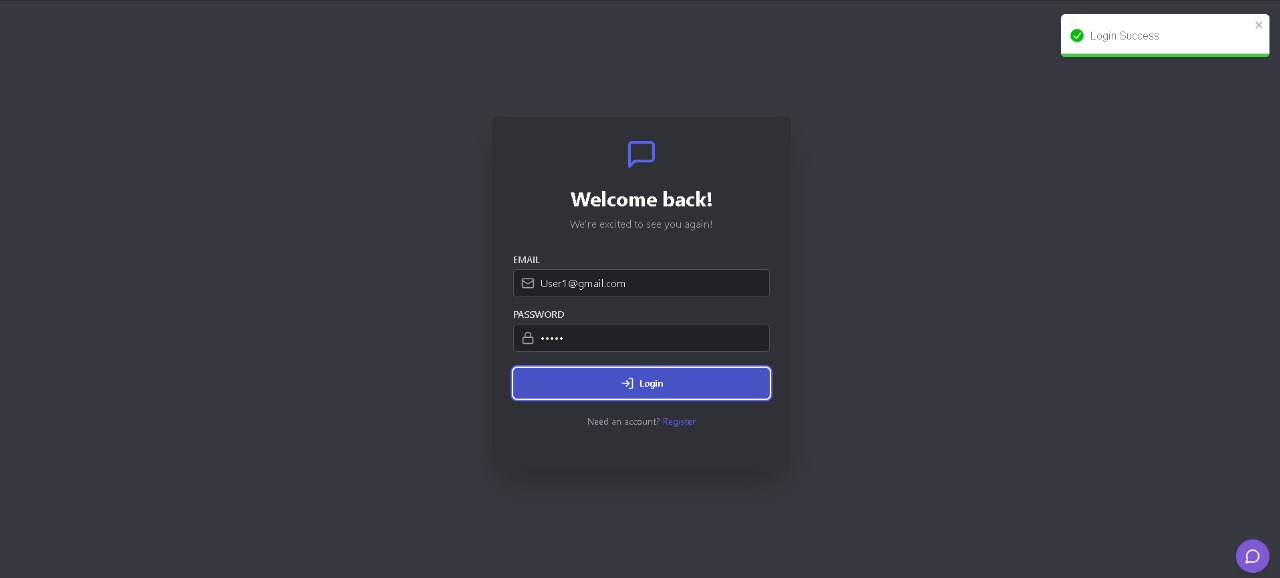 Login Success
Welcome back!
We're excited to see you again!
EMAIL
User1@gmail.com
PASSWORD
•••••
Login
Need an account? Register